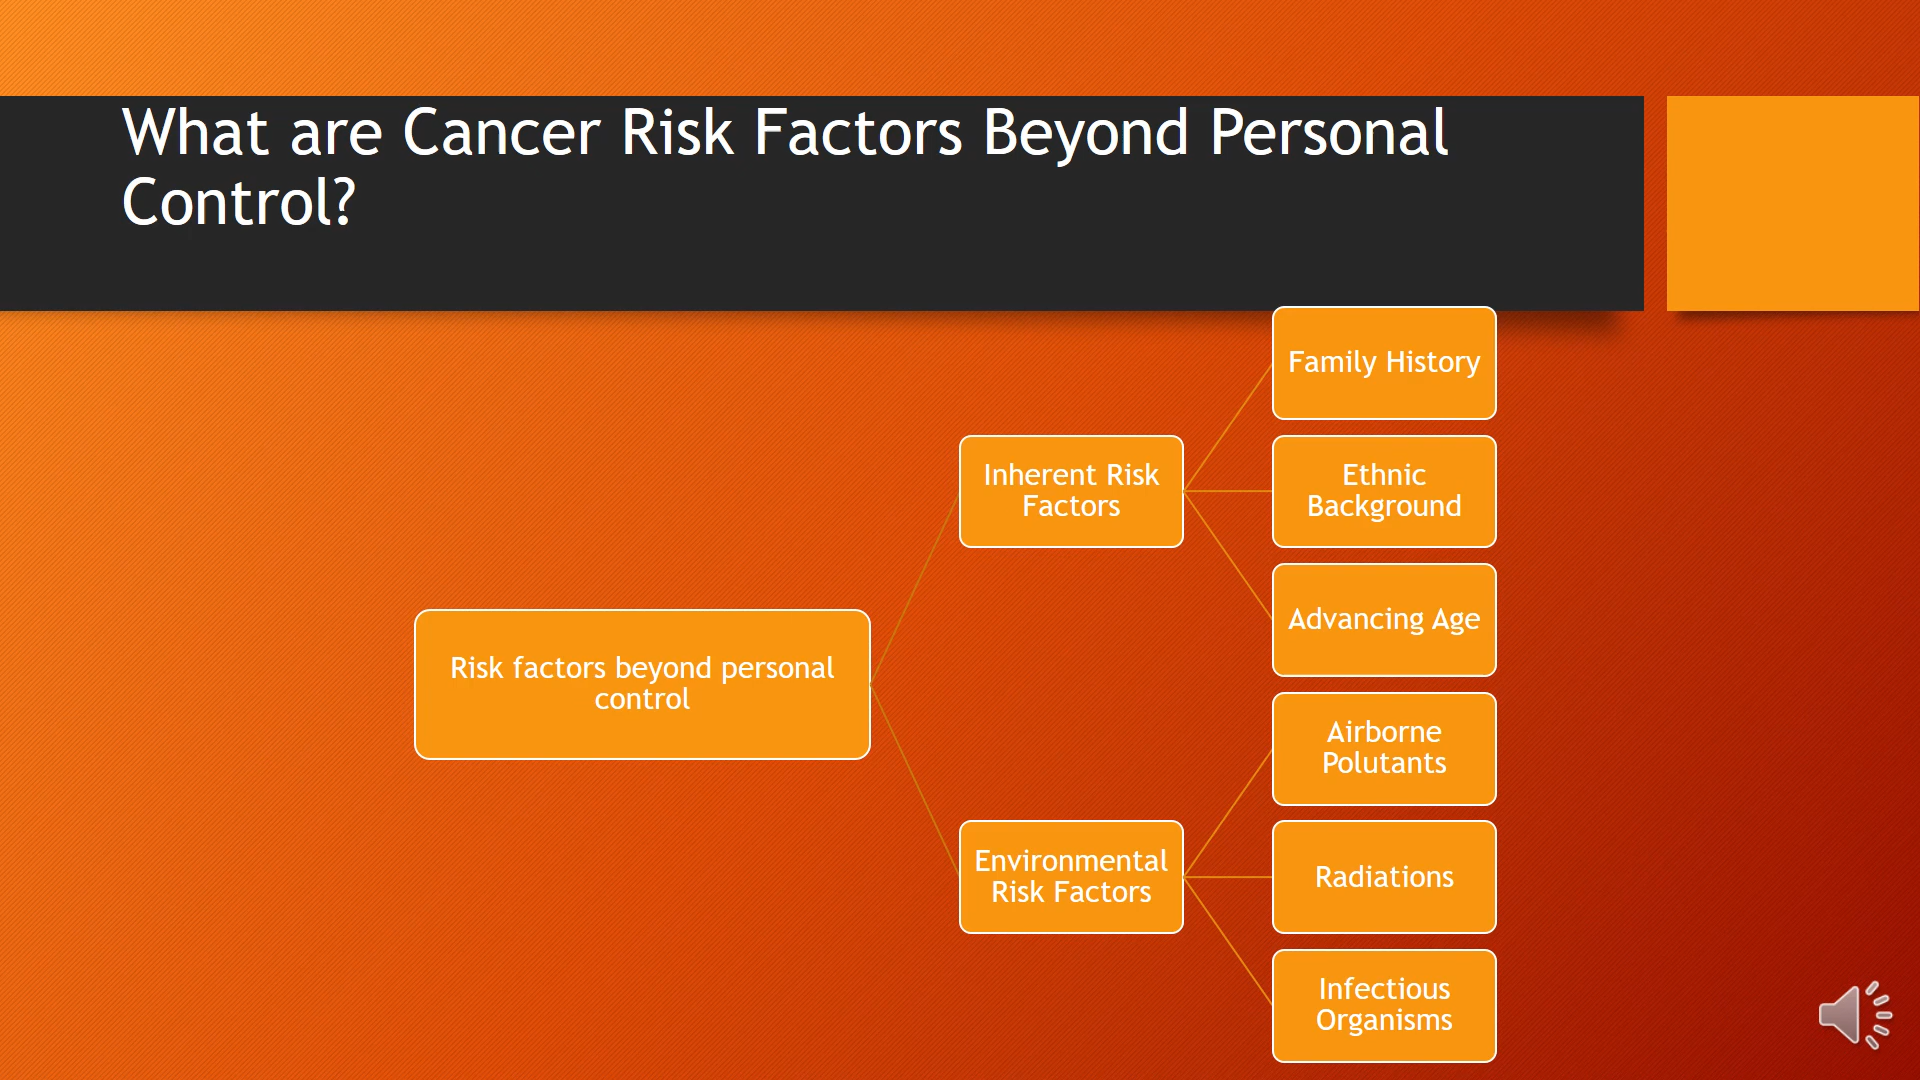 What are Cancer Risk Factors Beyond Personal
Control?
Risk factors beyond personal
control
Inherent Risk
Factors
Family History
Ethnic
Background
Advancing Age
Environmental
Risk Factors
Airborne
Polutants
Radiations
Infectious
Organisms